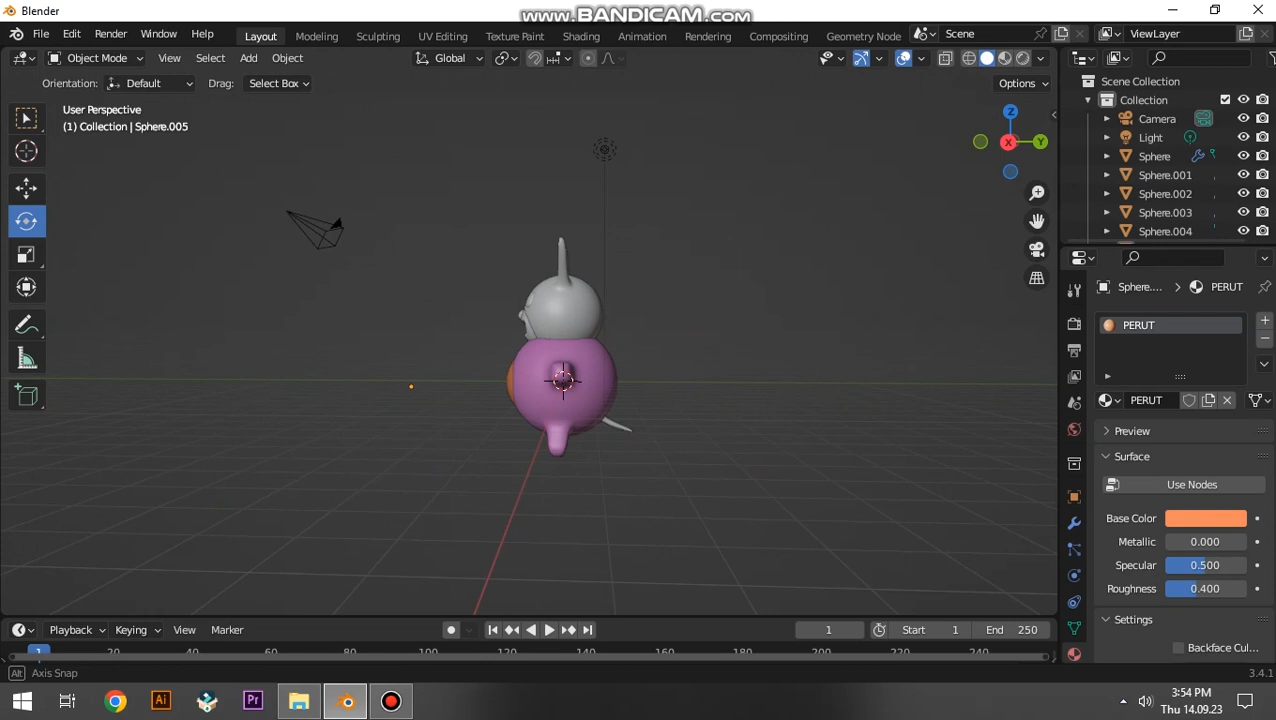 Blender
www.BANDICAM.com
File Edit Render Window Help
Layout Modeling Sculpting UV Editing Texture Paint Shading Animation Rendering Compositing Geometry Node
Scene
ViewLayer
Object Mode View Select Add Object
Global
Orientation: Default Drag: Select Box
Options
User Perspective
(1) Collection | Sphere.005
Z
X
Y
Scene Collection
Collection
Camera
Light
Sphere
Sphere.001
Sphere.002
Sphere.003
Sphere.004
Sphere.... > PERUT
PERUT
PERUT
Preview
Surface
Use Nodes
Base Color
Metallic 0.000
Specular 0.500
Roughness 0.400
Settings
Backface Cul...
Playback Keying View Marker
1
Start 1 End 250
1 20 40 60 80 100 120 140 160 180 200 220 240
Alt Axis Snap
3.4.1
Ai
Pr
3:54 PM
Thu 14.09.23